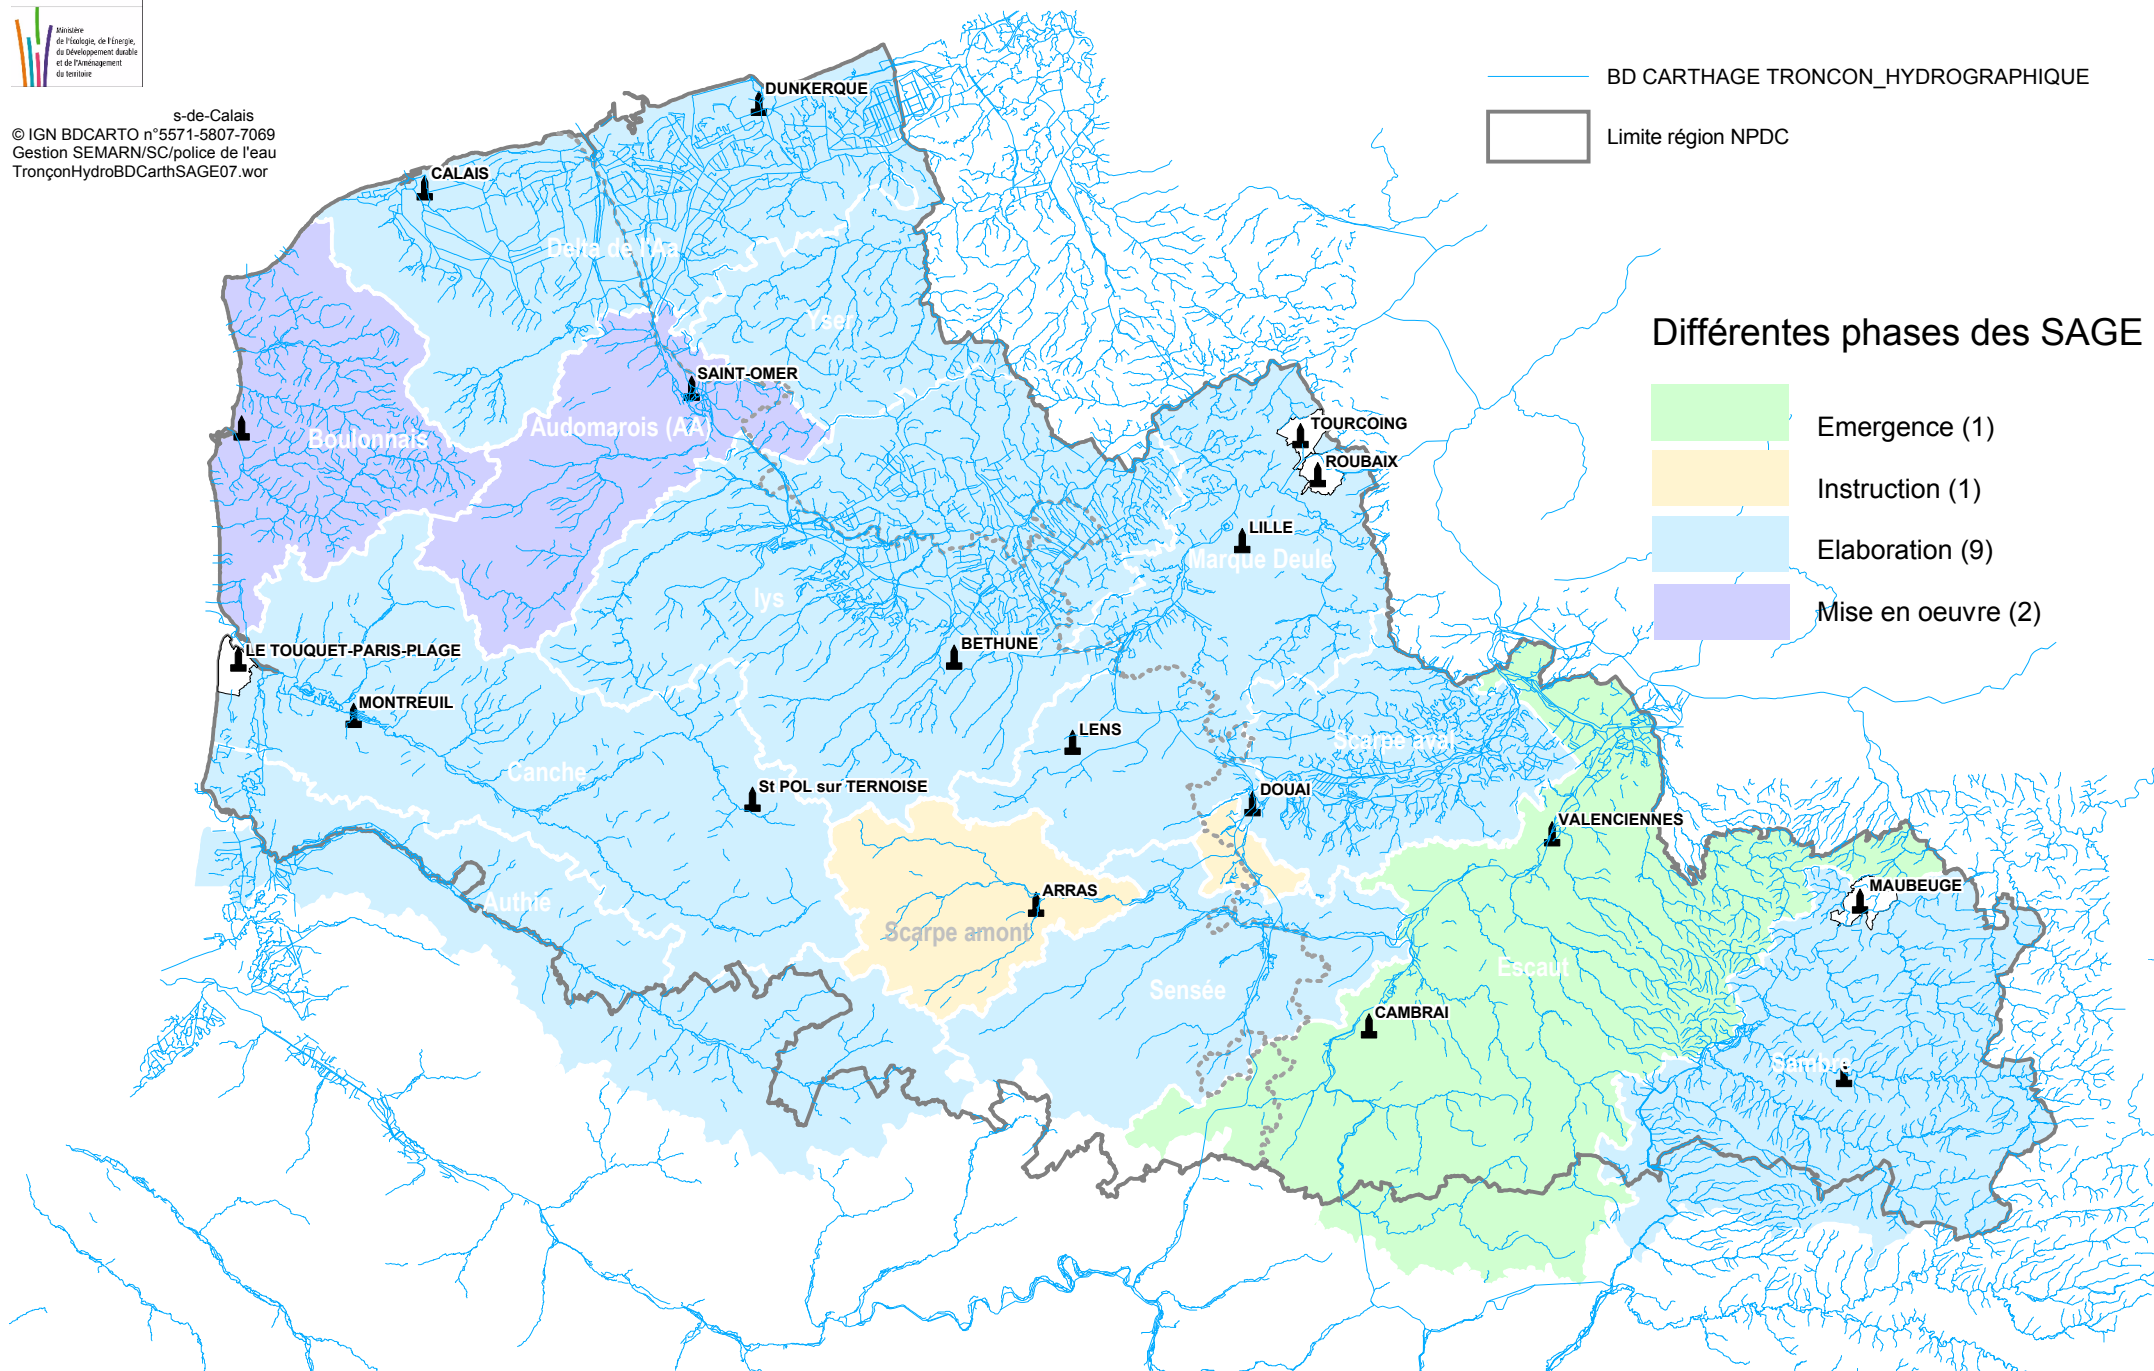 Ministère
de l'Écologie, de l'Énergie,
du Développement durable
et de l'Aménagement
du territoire
s-de-Calais
© IGN BDCARTO n°5571-5807-7069
Gestion SEMARN/SC/police de l'eau
TronçonHydroBDCarthSAGE07.wor
BD CARTHAGE TRONCON_HYDROGRAPHIQUE
Limite région NPDC
Différentes phases des SAGE
Emergence (1)
Instruction (1)
Elaboration (9)
Mise en oeuvre (2)
DUNKERQUE
CALAIS
Delta de l'Aa
Yser
SAINT-OMER
Audomarois (AA)
Boulonnais
TOURCOING
ROUBAIX
LILLE
Marque Deule
lys
BETHUNE
LE TOUQUET-PARIS-PLAGE
MONTREUIL
LENS
Scarpe aval
Canche
St POL sur TERNOISE
DOUAI
VALENCIENNES
ARRAS
MAUBEUGE
Authie
Scarpe amont
Escaut
Sensée
CAMBRAI
Sambre